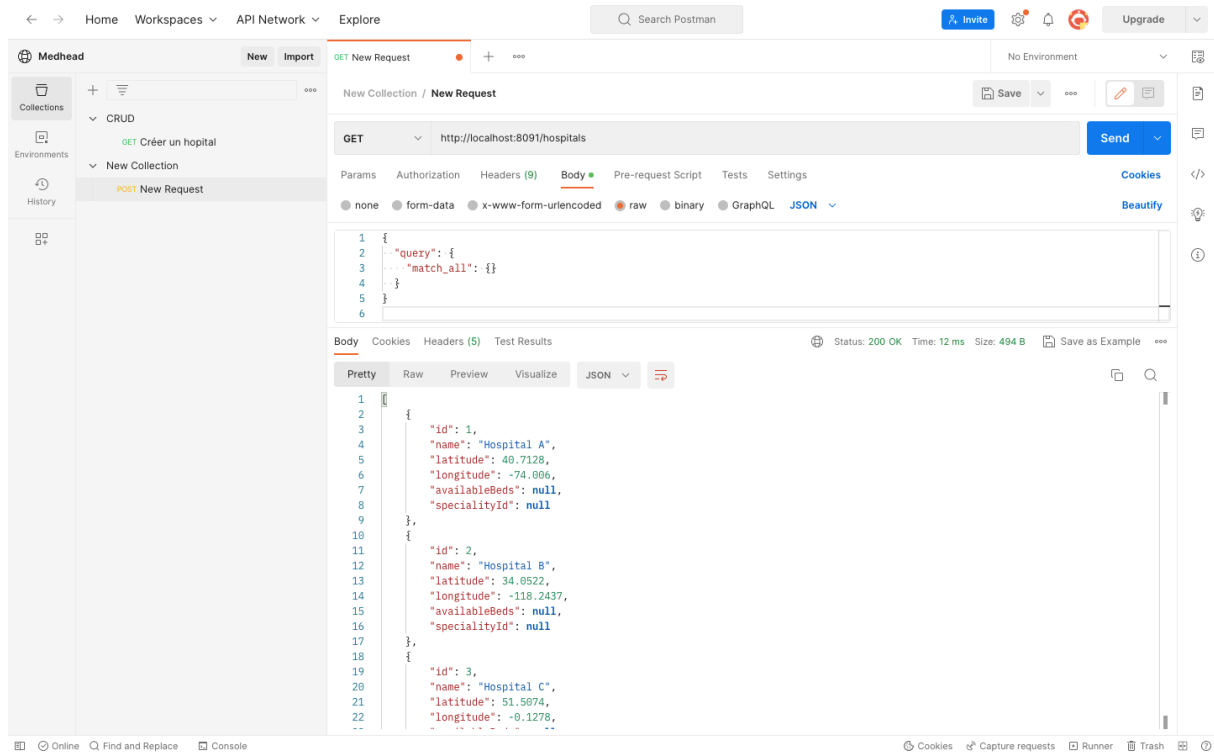 Home Workspaces API Network Explore Search Postman Invite Upgrade
Medhead New Import GET New Request No Environment
Collections
Environments
History
CRUD
GET Créer un hopital
New Collection
POST New Request
New Collection / New Request Save
GET http://localhost:8091/hospitals Send
Params Authorization Headers (9) Body Pre-request Script Tests Settings Cookies
none form-data x-www-form-urlencoded raw binary GraphQL JSON Beautify
1 {
2 "query": {
3 "match_all": {}
4 }
5 }
6
Body Cookies Headers (5) Test Results Status: 200 OK Time: 12 ms Size: 494 B Save as Example
Pretty Raw Preview Visualize JSON
1 [
2 {
3 "id": 1,
4 "name": "Hospital A",
5 "latitude": 40.7128,
6 "longitude": -74.006,
7 "availableBeds": null,
8 "specialityId": null
9 },
10 {
11 "id": 2,
12 "name": "Hospital B",
13 "latitude": 34.0522,
14 "longitude": -118.2437,
15 "availableBeds": null,
16 "specialityId": null
17 },
18 {
19 "id": 3,
20 "name": "Hospital C",
21 "latitude": 51.5074,
22 "longitude": -0.1278,
Online Find and Replace Console Cookies Capture requests Runner Trash